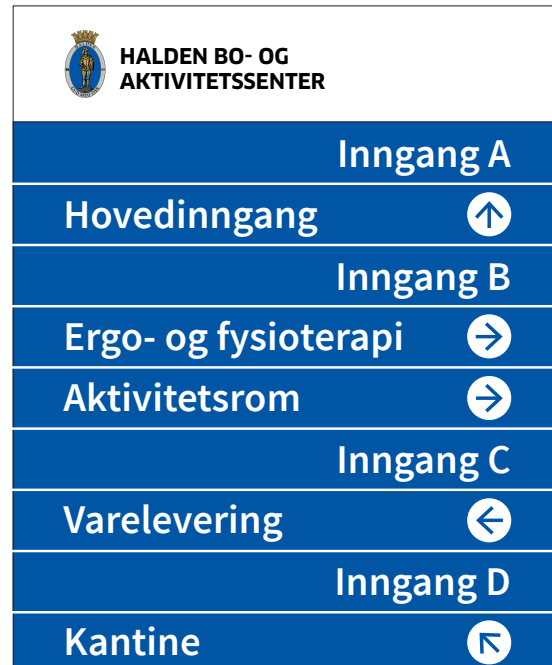 HALDEN BO- OG
AKTIVITETSSENTER
Inngang A
Hovedinngang
Inngang B
Ergo- og fysioterapi
Aktivitetsrom
Inngang C
Varelevering
Inngang D
Kantine